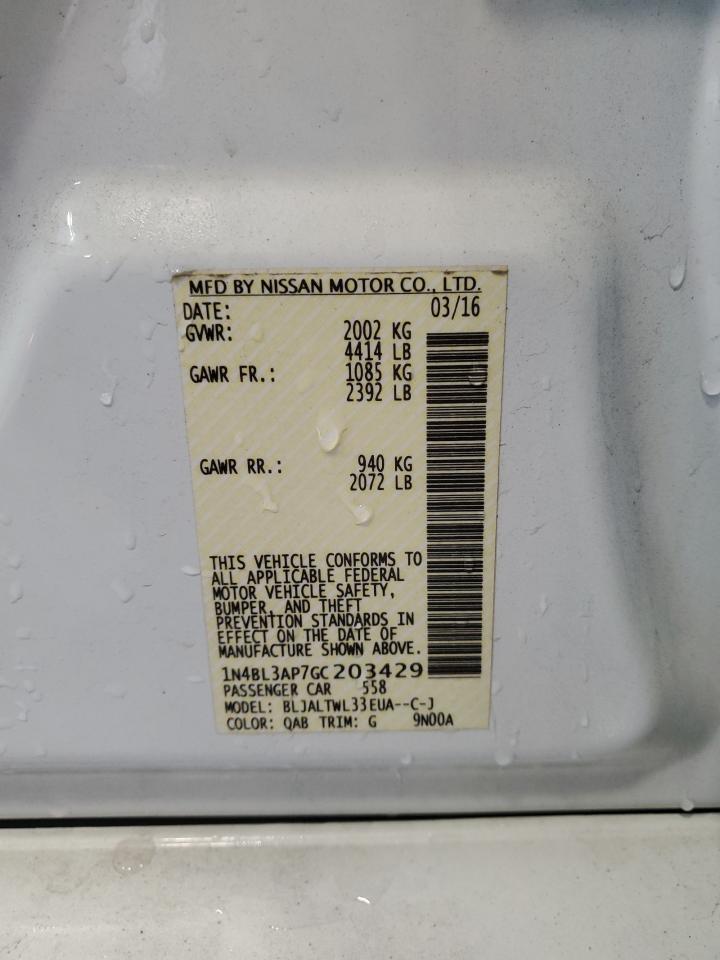 MFD BY NISSAN MOTOR CO., LTD.
DATE: 03/16
GVWR: 2002 KG
4414 LB
GAWR FR.: 1085 KG
2392 LB
GAWR RR.: 940 KG
2072 LB
THIS VEHICLE CONFORMS TO
ALL APPLICABLE FEDERAL
MOTOR VEHICLE SAFETY,
BUMPER, AND THEFT
PREVENTION STANDARDS IN
EFFECT ON THE DATE OF
MANUFACTURE SHOWN ABOVE.
1N4BL3AP7GC203429
PASSENGER CAR 558
MODEL: BLJALTWL33EUA--C-J
COLOR: QAB TRIM: G 9N00A